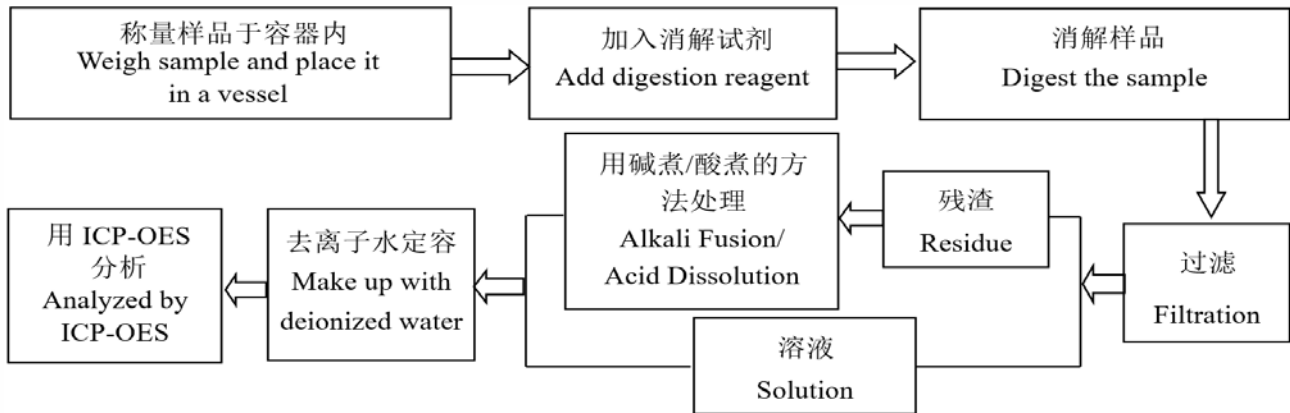 称量样品于容器内
Weigh sample and place it
in a vessel
加入消解试剂
Add digestion reagent
消解样品
Digest the sample
过滤
Filtration
残渣
Residue
用碱煮/酸煮的方
法处理
Alkali Fusion/
Acid Dissolution
溶液
Solution
去离子水定容
Make up with
deionized water
用 ICP-OES
分析
Analyzed by
ICP-OES